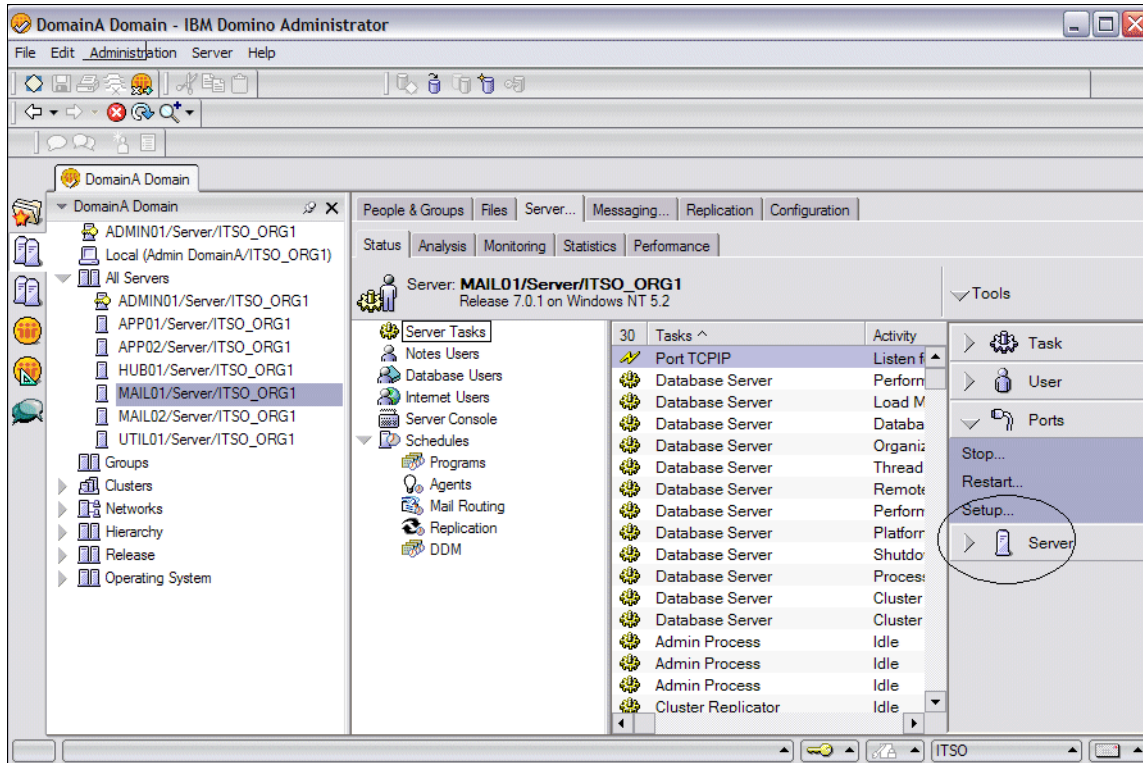 DomainA Domain - IBM Domino Administrator
File Edit Administration Server Help
DomainA Domain
DomainA Domain
ADMIN01/Server/ITSO_ORG1
Local (Admin DomainA/ITSO_ORG1)
All Servers
ADMIN01/Server/ITSO_ORG1
APP01/Server/ITSO_ORG1
APP02/Server/ITSO_ORG1
HUB01/Server/ITSO_ORG1
MAIL01/Server/ITSO_ORG1
MAIL02/Server/ITSO_ORG1
UTIL01/Server/ITSO_ORG1
Groups
Clusters
Networks
Hierarchy
Release
Operating System
People & Groups Files Server... Messaging... Replication Configuration
Status Analysis Monitoring Statistics Performance
Server: MAIL01/Server/ITSO_ORG1
Release 7.0.1 on Windows NT 5.2
Server Tasks
Notes Users
Database Users
Internet Users
Server Console
Schedules
Programs
Agents
Mail Routing
Replication
DDM
30 Tasks Activity
Port TCPIP Listen f
Database Server Perform
Database Server Load M
Database Server Databa
Database Server Organiz
Database Server Thread
Database Server Remote
Database Server Perform
Database Server Platforr
Database Server Shutdo
Database Server Process
Database Server Cluster
Database Server Cluster
Admin Process Idle
Admin Process Idle
Admin Process Idle
Cluster Replicator Idle
Tools
Task
User
Ports
Stop...
Restart...
Setup...
Server
ITSO